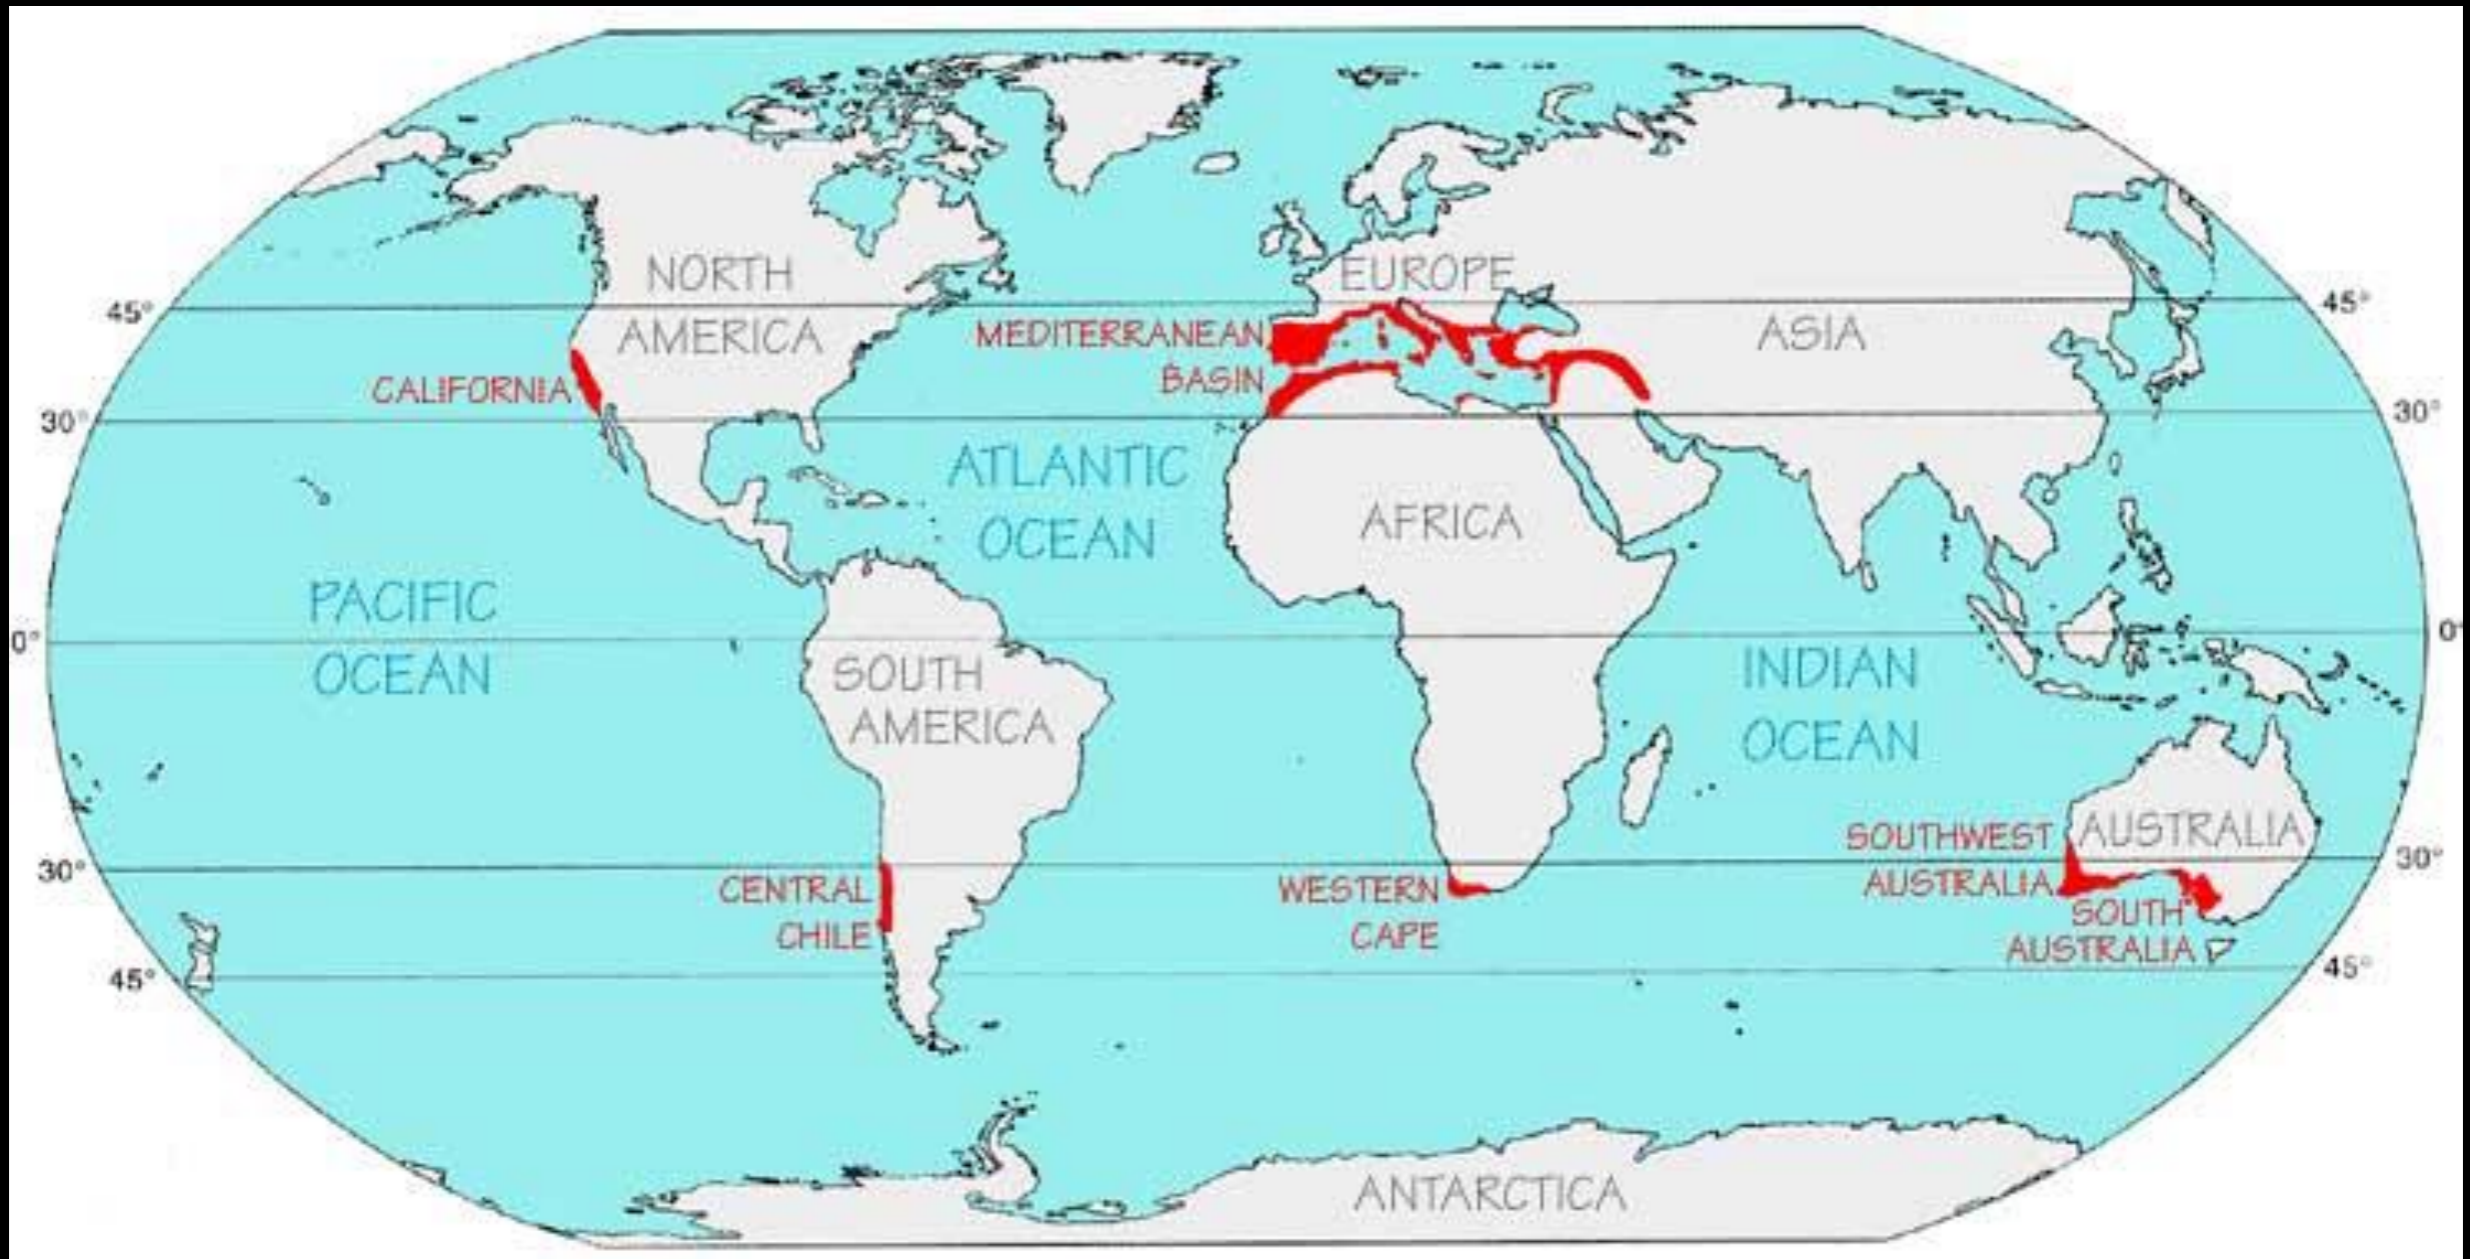 NORTH
AMERICA
EUROPE
ASIA
45°
45°
MEDITERRANEAN
BASIN
CALIFORNIA
30°
30°
ATLANTIC
OCEAN
AFRICA
PACIFIC
OCEAN
0°
0°
SOUTH
AMERICA
INDIAN
OCEAN
SOUTHWEST
AUSTRALIA
AUSTRALIA
30°
30°
CENTRAL
CHILE
WESTERN
CAPE
SOUTH
AUSTRALIA
45°
45°
ANTARCTICA